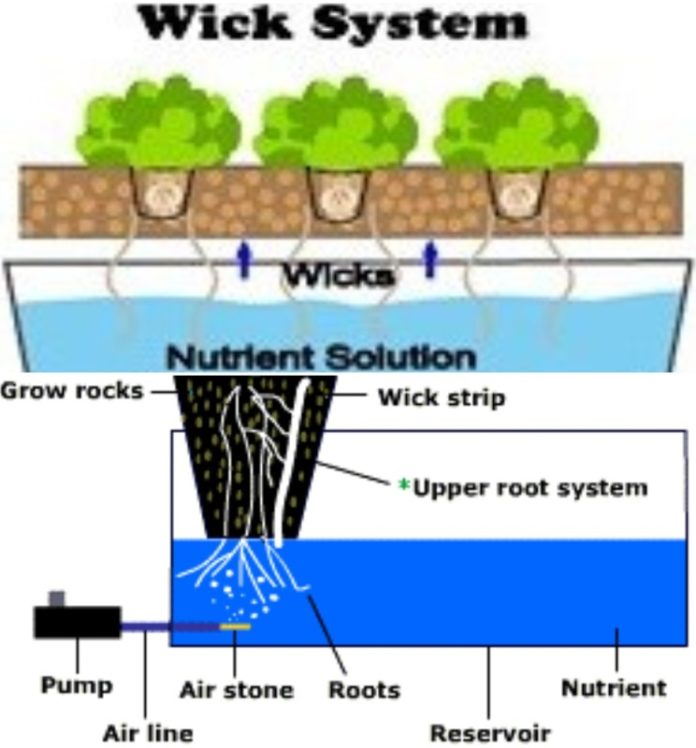 Wick System
Wicks
Nutrient Solution
Grow rocks
Wick strip
*Upper root system
Pump
Air stone
Roots
Nutrient
Air line
Reservoir